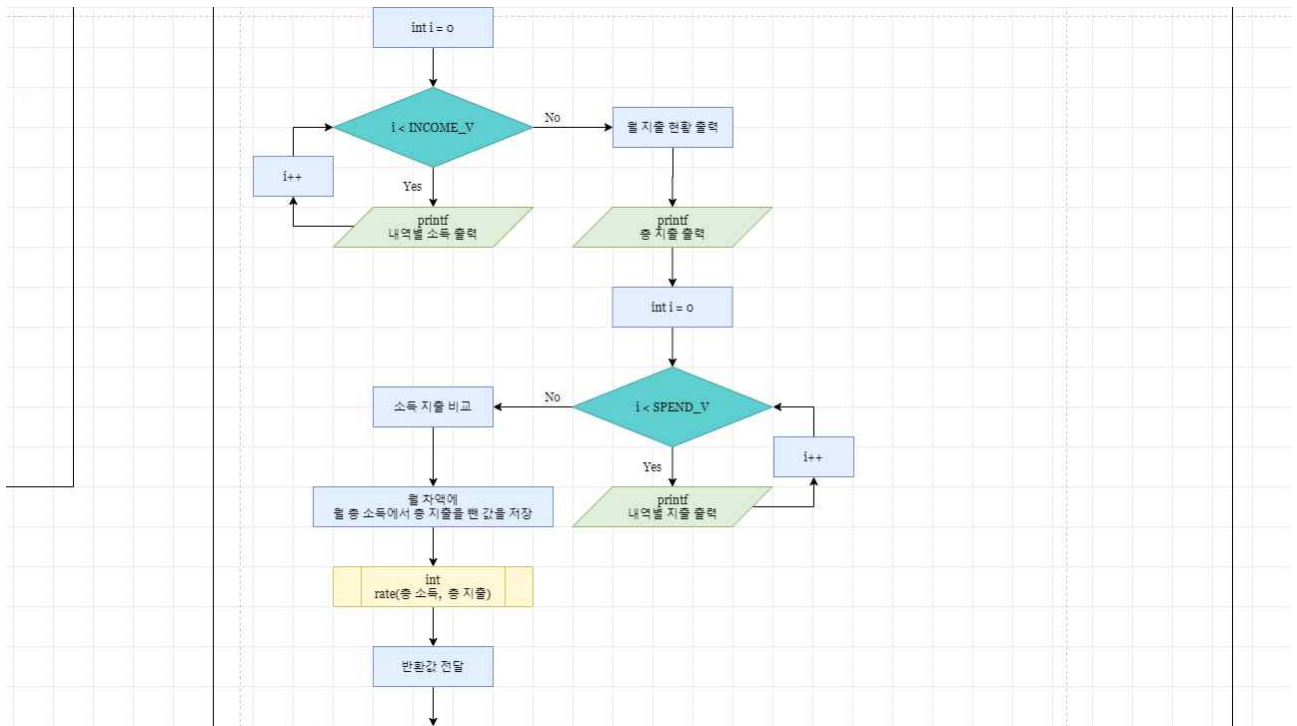 int i = 0
i < INCOME_V
No
월 지출 현황 출력
i++
Yes
printf
내역별 소득 출력
printf
총 지출 출력
int i = 0
소득 지출 비교
No
i < SPEND_V
i++
Yes
월 차액에
월 총 소득에서 총 지출을 뺀 값을 저장
printf
내역별 지출 출력
int
rate(총 소득, 총 지출)
반환값 전달